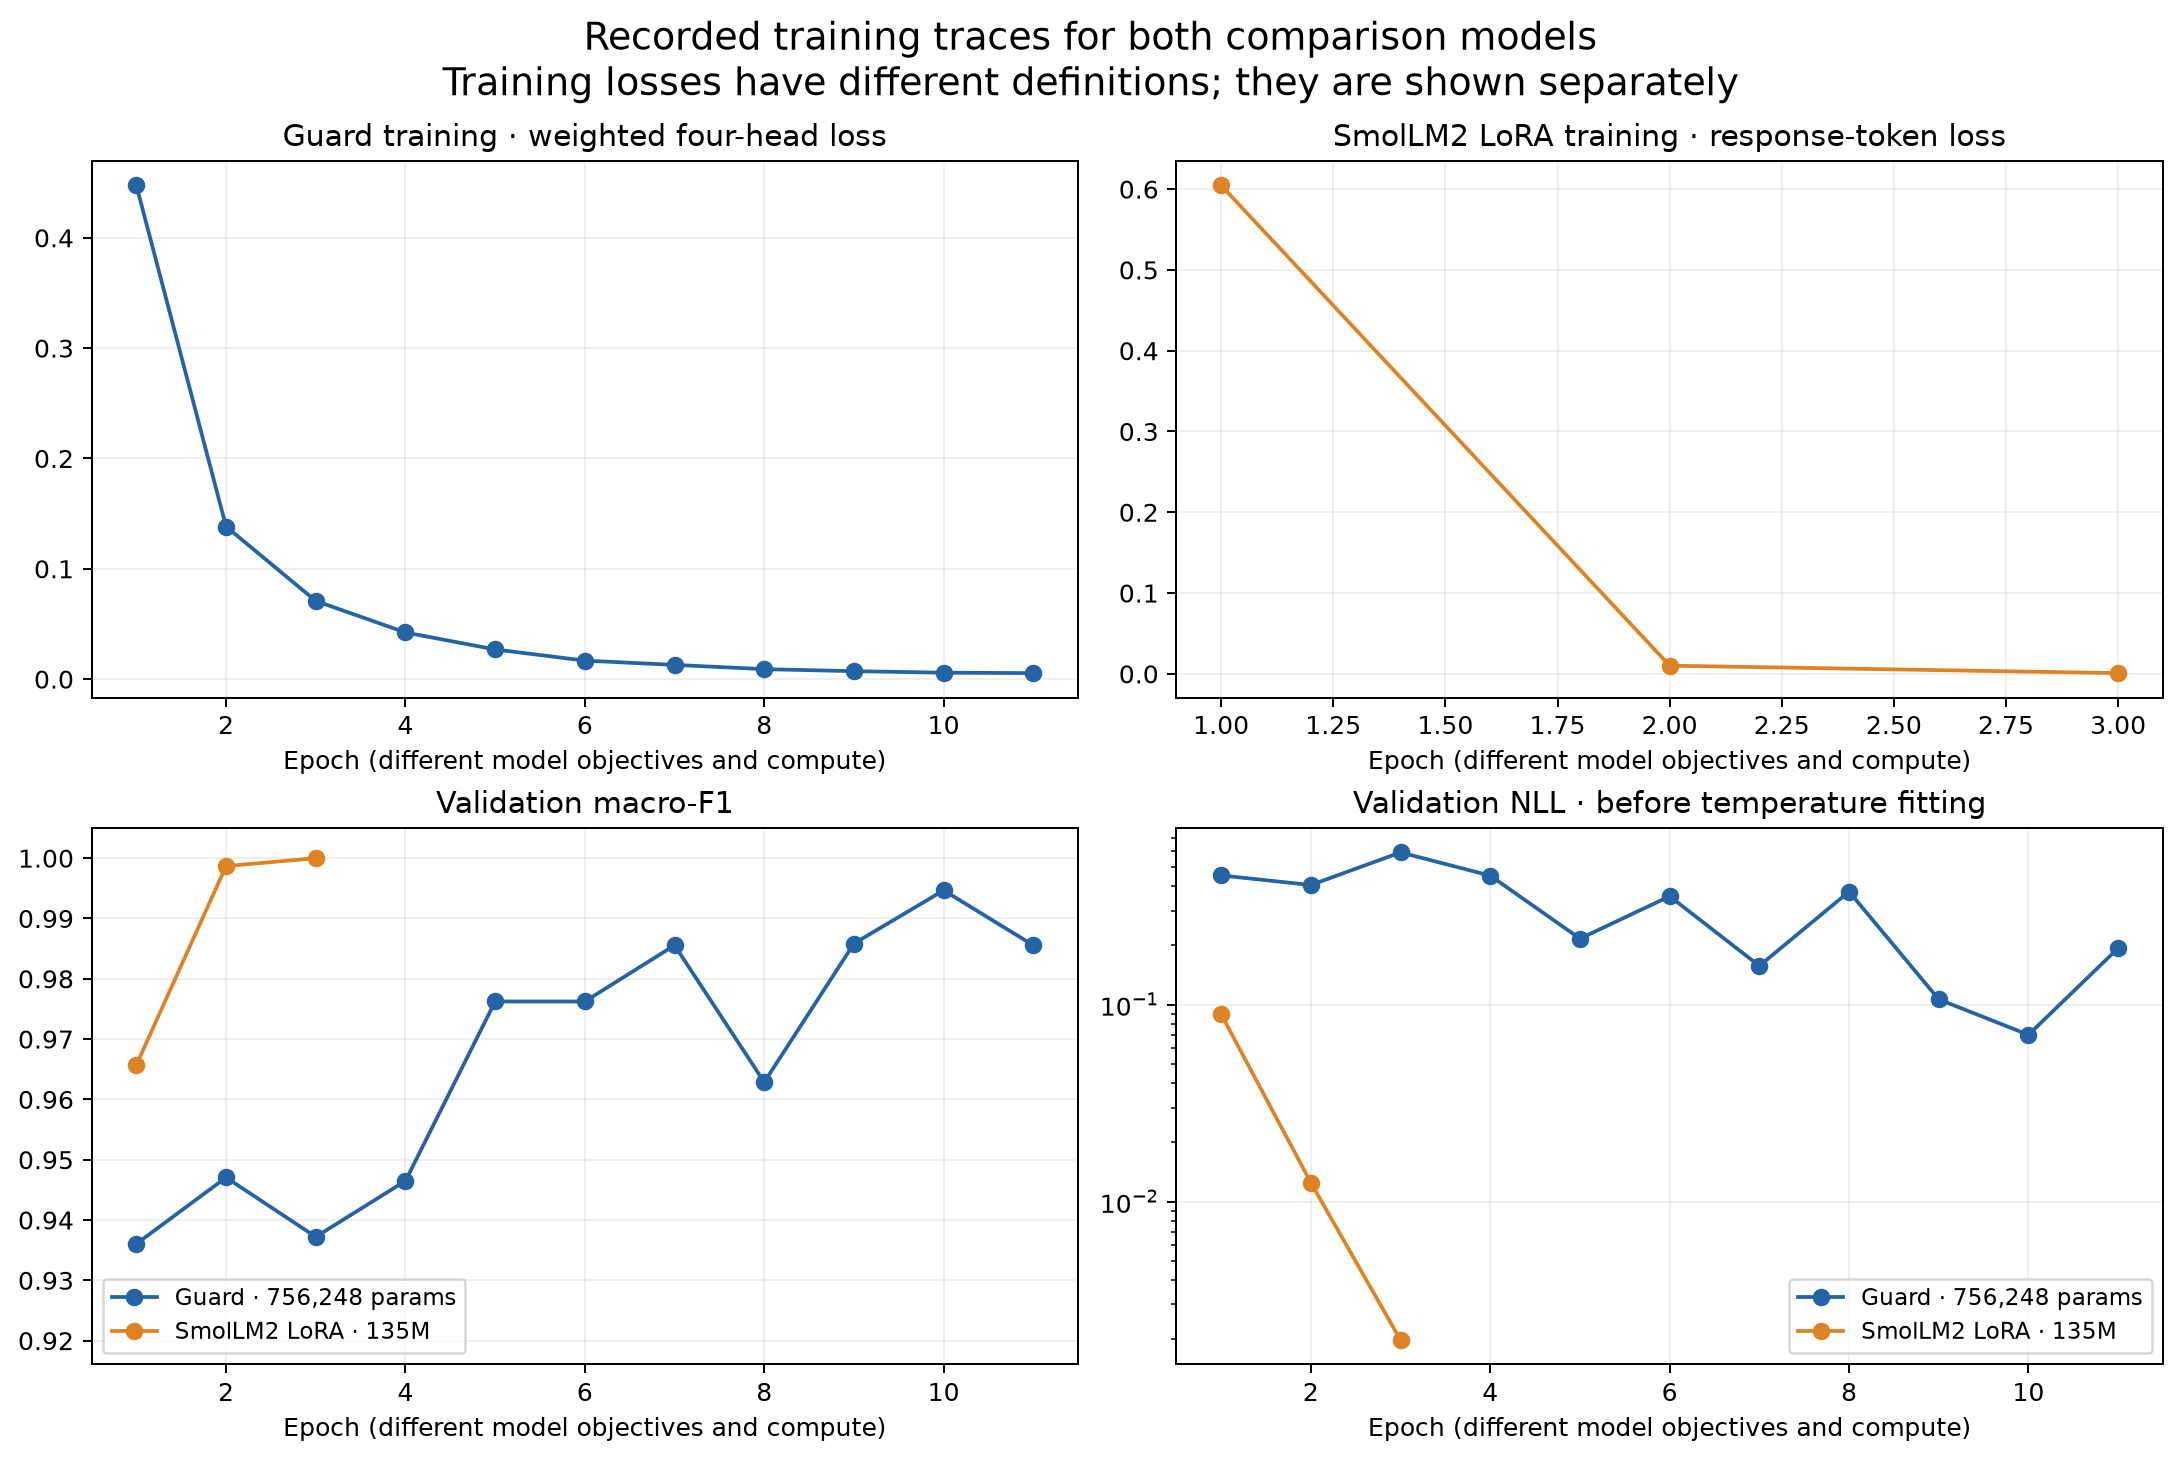 Recorded training traces for both comparison models
Training losses have different definitions; they are shown separately
Guard training · weighted four-head loss
0.4
0.3
0.2
0.1
0.0
2 4 6 8 10
Epoch (different model objectives and compute)
SmolLM2 LoRA training · response-token loss
0.6
0.5
0.4
0.3
0.2
0.1
0.0
1.00 1.25 1.50 1.75 2.00 2.25 2.50 2.75 3.00
Epoch (different model objectives and compute)
Validation macro-F1
1.00
0.99
0.98
0.97
0.96
0.95
0.94
0.93
0.92
Guard · 756,248 params
SmolLM2 LoRA · 135M
2 4 6 8 10
Epoch (different model objectives and compute)
Validation NLL · before temperature fitting
10⁻¹
10⁻²
Guard · 756,248 params
SmolLM2 LoRA · 135M
2 4 6 8 10
Epoch (different model objectives and compute)